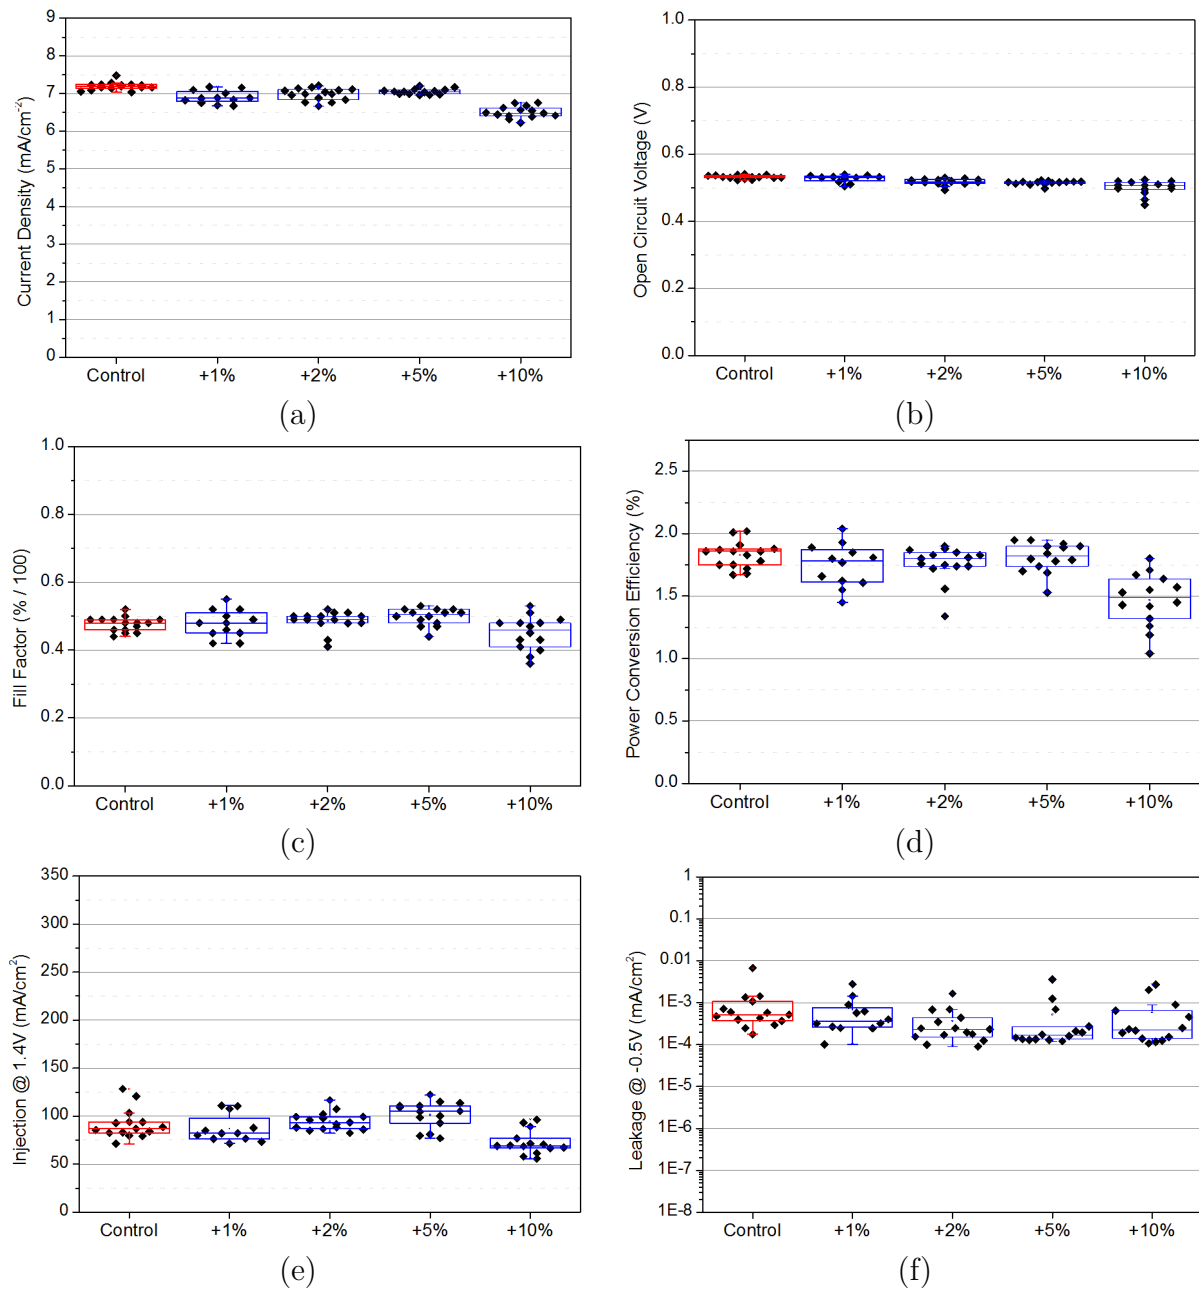 Current Density (mA/cm⁻²)
9
8
7
6
5
4
3
2
1
0
Control +1% +2% +5% +10%
(a)
Open Circuit Voltage (V)
1.0
0.8
0.6
0.4
0.2
0.0
Control +1% +2% +5% +10%
(b)
Fill Factor (% / 100)
1.0
0.8
0.6
0.4
0.2
0.0
Control +1% +2% +5% +10%
(c)
Power Conversion Efficiency (%)
2.5
2.0
1.5
1.0
0.5
0.0
Control +1% +2% +5% +10%
(d)
Injection @ 1.4V (mA/cm²)
350
300
250
200
150
100
50
0
Control +1% +2% +5% +10%
(e)
Leakage @ -0.5V (mA/cm²)
1
0.1
0.01
1E-3
1E-4
1E-5
1E-6
1E-7
1E-8
Control +1% +2% +5% +10%
(f)